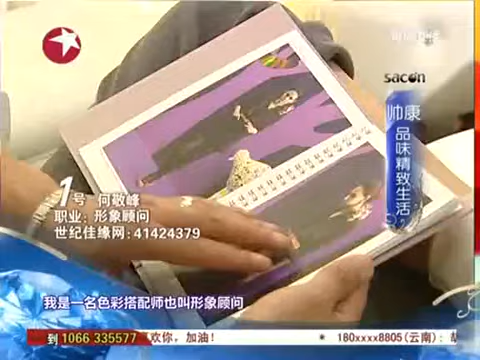 sacon
帅康
品味精致生活
1号 何敬峰
职业: 形象顾问
世纪佳缘网: 41424379
我是一名色彩搭配师也叫形象顾问
到 1066 335577 喜欢你，加油！ * 180xxxx8805(云南):